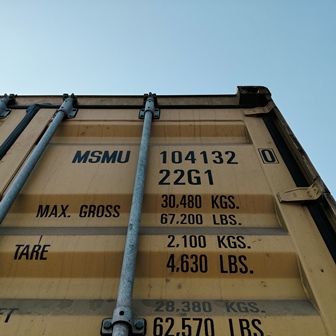 MSMU 104132 0
22G1
MAX. GROSS 30,480 KGS.
67,200 LBS.
TARE 2,100 KGS.
4,630 LBS.
28,380 KGS.
62,570 LBS.